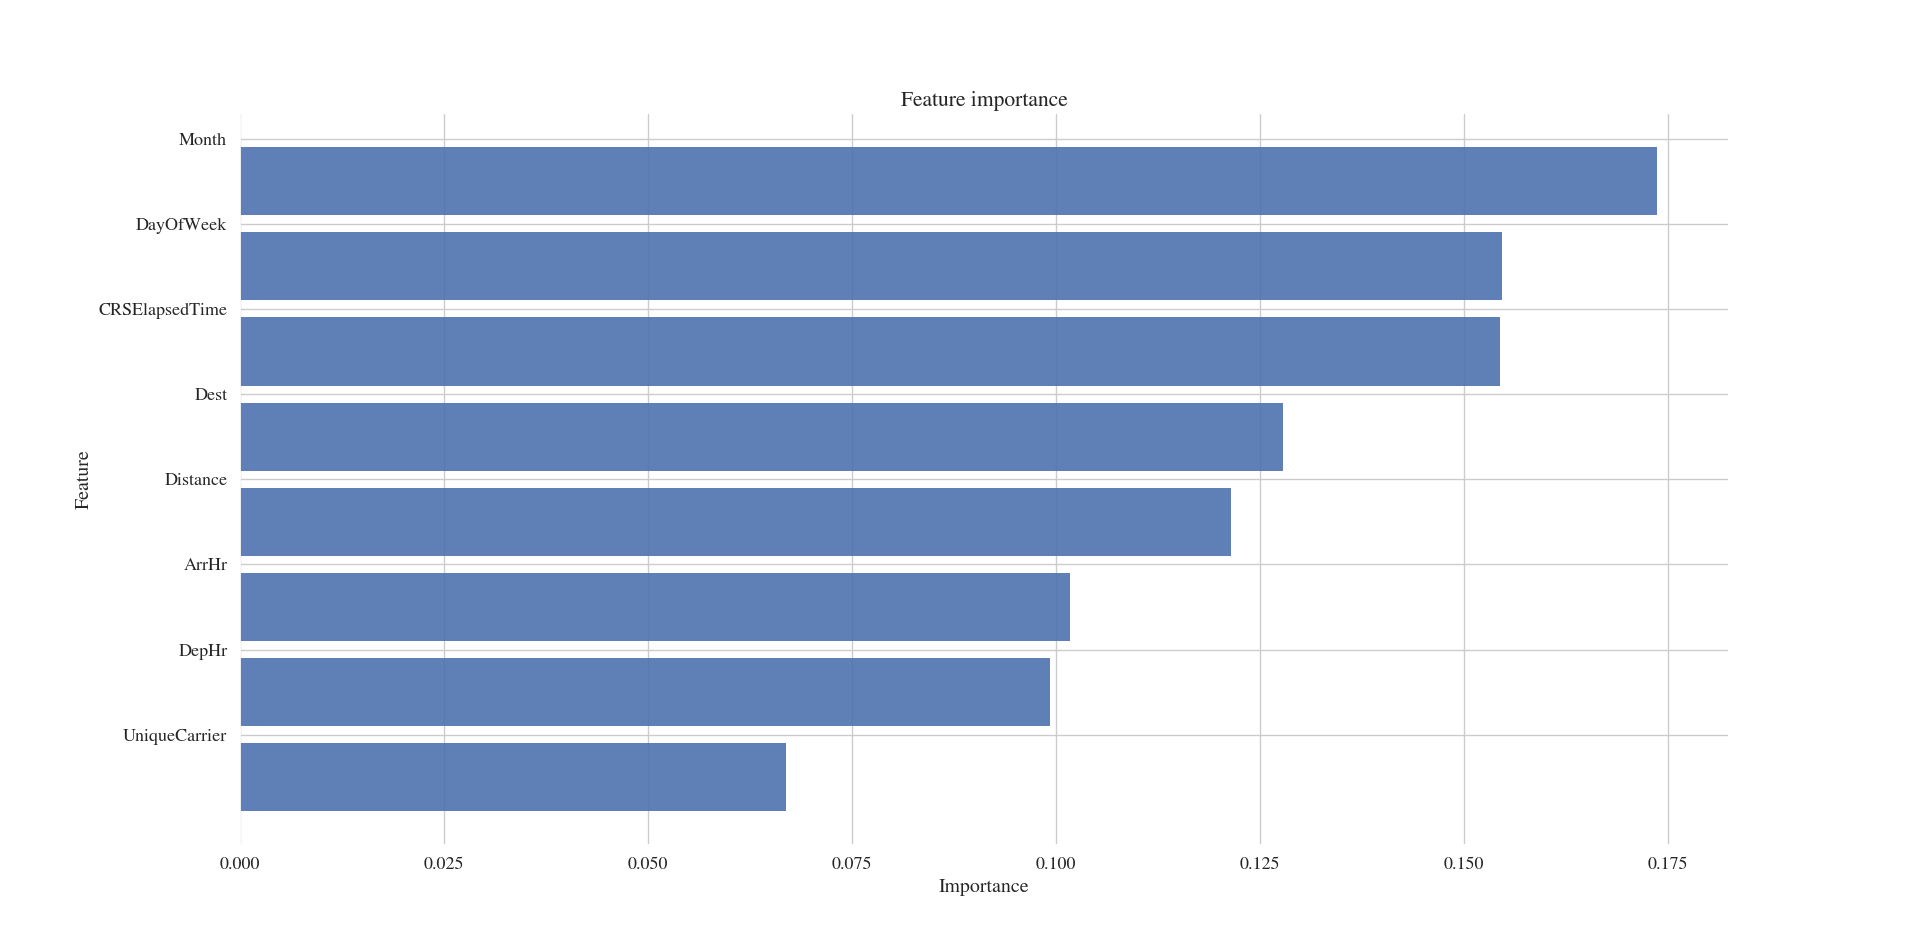 Feature importance
Month
DayOfWeek
CRSElapsedTime
Dest
Distance
ArrHr
DepHr
UniqueCarrier
Feature
0.000 0.025 0.050 0.075 0.100 0.125 0.150 0.175
Importance